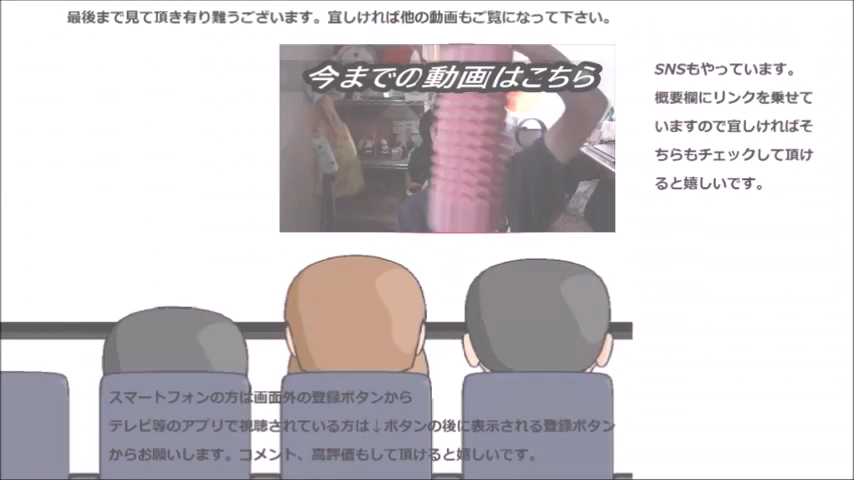 最後まで見て頂き有り難うございます。宜しければ他の動画もご覧になって下さい。
今までの動画はこちら
SNSもやっています。
概要欄にリンクを乗せて
いますので宜しければそ
ちらもチェックして頂け
ると嬉しいです。
スマートフォンの方は画面外の登録ボタンから
テレビ等のアプリで視聴されている方は↓ボタンの後に表示される登録ボタン
からお願いします。コメント、高評価もして頂けると嬉しいです。